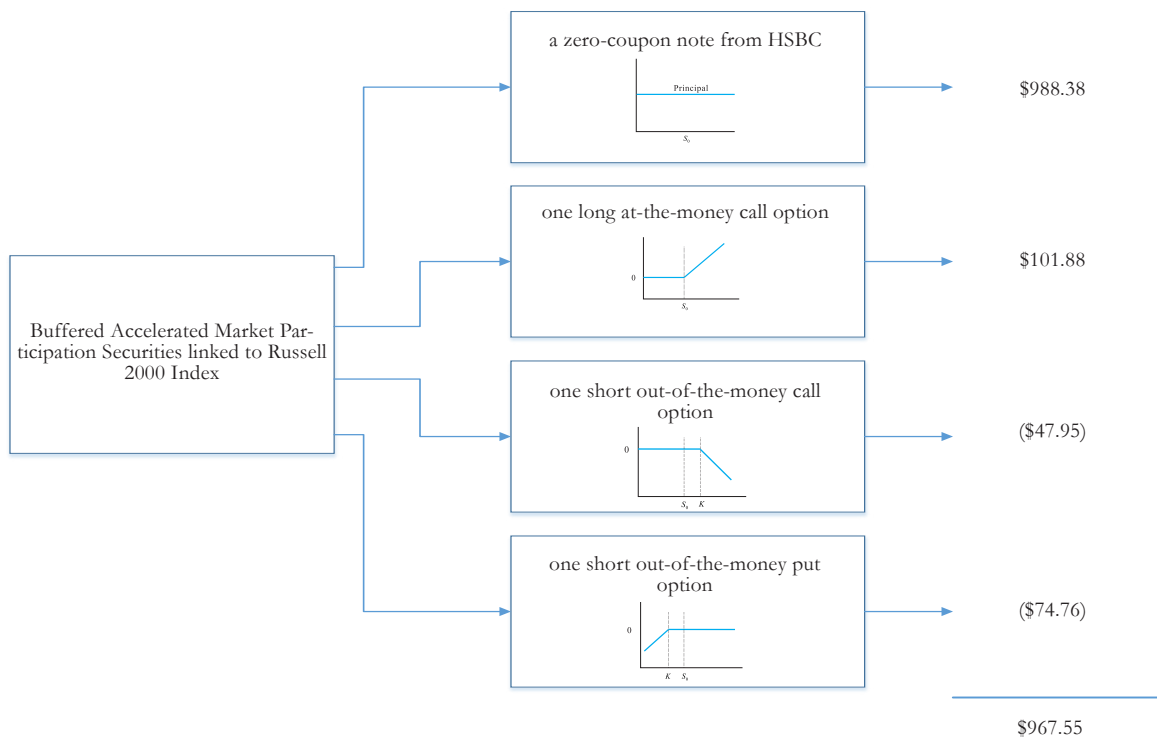 a zero-coupon note from HSBC
Principal
S₀
$988.38
one long at-the-money call option
0
S₀
$101.88
Buffered Accelerated Market Par-
ticipation Securities linked to Russell
2000 Index
one short out-of-the-money call
option
0
S₀ K
($47.95)
one short out-of-the-money put
option
0
K S₀
($74.76)
$967.55